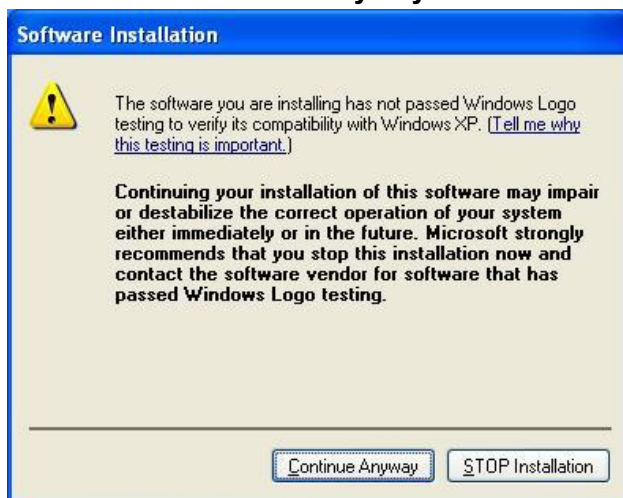 Software Installation
The software you are installing has not passed Windows Logo
testing to verify its compatibility with Windows XP. (Tell me why
this testing is important.)
Continuing your installation of this software may impair
or destabilize the correct operation of your system
either immediately or in the future. Microsoft strongly
recommends that you stop this installation now and
contact the software vendor for software that has
passed Windows Logo testing.
Continue Anyway STOP Installation